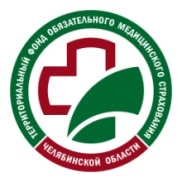 ТЕРРИТОРИАЛЬНЫЙ ФОНД ОБЯЗАТЕЛЬНОГО МЕДИЦИНСКОГО СТРАХОВАНИЯ
ЧЕЛЯБИНСКОЙ ОБЛАСТИ